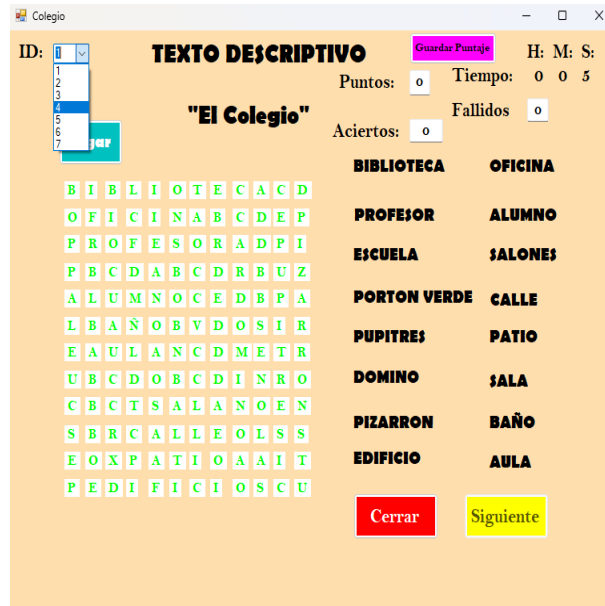 Colegio
ID: 1
1
2
3
4
5
6
7
gar
TEXTO DESCRIPTIVO
"El Colegio"
Guardar Puntaje
H: M: S:
Puntos: 0
Tiempo: 0 0 5
Fallidos 0
Aciertos: 0
B I B L I O T E C A C D
O F I C I N A B C D E P
P R O F E S O R A D P I
P B C D A B C D R B U Z
A L U M N O C E D B P A
L B A Ñ O B V D O S I R
E A U L A N C D M E T R
U B C D O B C D I N R O
C B C T S A L A N O E N
S B R C A L L E O L S S
E O X P A T I O A A I T
P E D I F I C I O S C U
BIBLIOTECA OFICINA
PROFESOR ALUMNO
ESCUELA SALONES
PORTON VERDE CALLE
PUPITRES PATIO
DOMINO SALA
PIZARRON BAÑO
EDIFICIO AULA
Cerrar
Siguiente